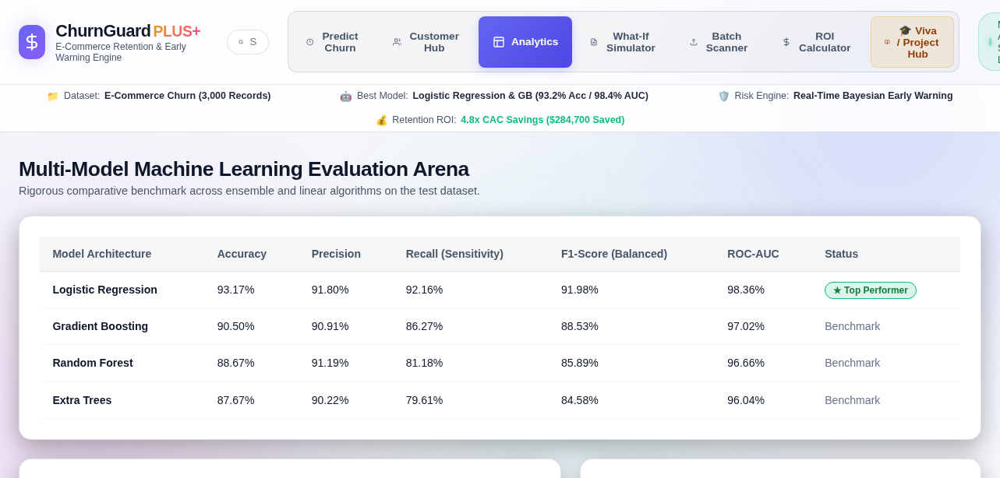 ChurnGuard PLUS+
E-Commerce Retention & Early
Warning Engine
S
Predict
Churn
Customer
Hub
Analytics
What-If
Simulator
Batch
Scanner
ROI
Calculator
🎓 Viva
/ Project
Hub
📁 Dataset: E-Commerce Churn (3,000 Records)
🤖 Best Model: Logistic Regression & GB (93.2% Acc / 98.4% AUC)
🛡️ Risk Engine: Real-Time Bayesian Early Warning
💰 Retention ROI: 4.8x CAC Savings ($284,700 Saved)
Multi-Model Machine Learning Evaluation Arena
Rigorous comparative benchmark across ensemble and linear algorithms on the test dataset.
Model Architecture Accuracy Precision Recall (Sensitivity) F1-Score (Balanced) ROC-AUC Status
Logistic Regression 93.17% 91.80% 92.16% 91.98% 98.36% ★ Top Performer
Gradient Boosting 90.50% 90.91% 86.27% 88.53% 97.02% Benchmark
Random Forest 88.67% 91.19% 81.18% 85.89% 96.66% Benchmark
Extra Trees 87.67% 90.22% 79.61% 84.58% 96.04% Benchmark